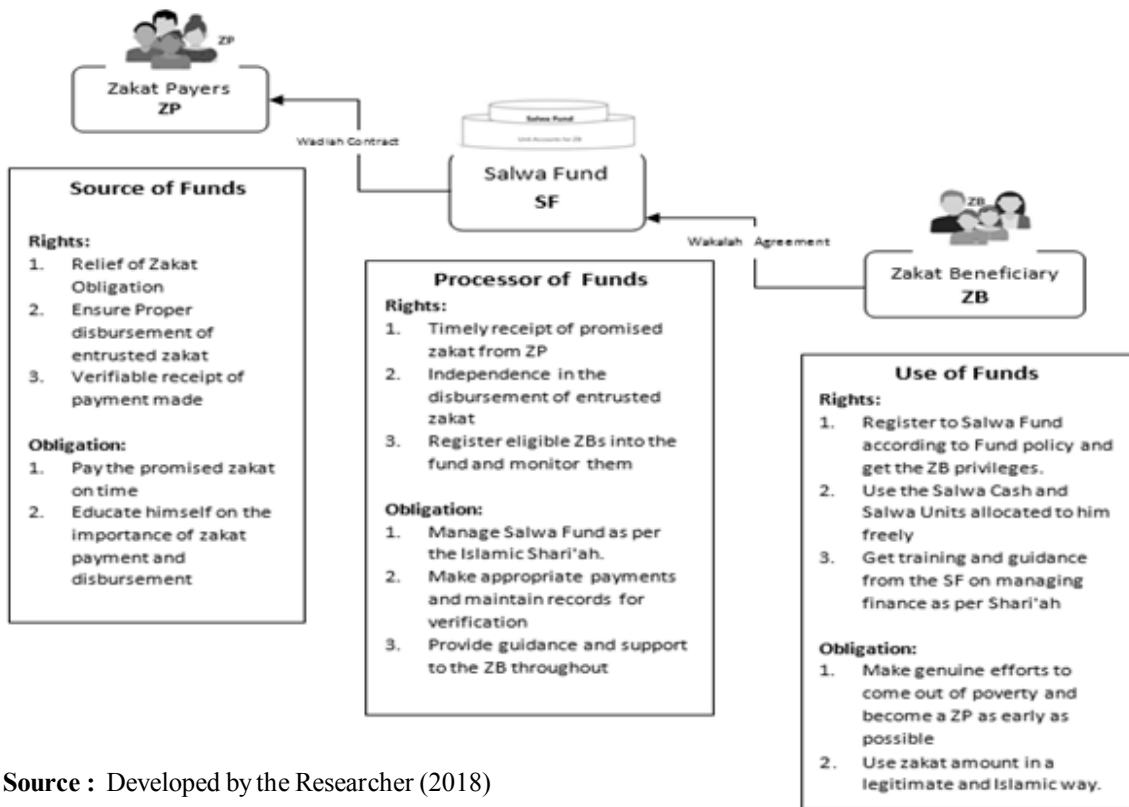 ZP
Zakat Payers
ZP
Wadiah Contract
Salwa Fund
Unit Accounts for ZB
Salwa Fund
SF
Wakalah Agreement
ZB
Zakat Beneficiary
ZB
Source of Funds
Rights:
1. Relief of Zakat
Obligation
2. Ensure Proper
disbursement of
entrusted zakat
3. Verifiable receipt of
payment made
Obligation:
1. Pay the promised zakat
on time
2. Educate himself on the
importance of zakat
payment and
disbursement
Processor of Funds
Rights:
1. Timely receipt of promised
zakat from ZP
2. Independence in the
disbursement of entrusted
zakat
3. Register eligible ZBs into the
fund and monitor them
Obligation:
1. Manage Salwa Fund as per
the Islamic Shari'ah.
2. Make appropriate payments
and maintain records for
verification
3. Provide guidance and support
to the ZB throughout
Use of Funds
Rights:
1. Register to Salwa Fund
according to Fund policy and
get the ZB privileges.
2. Use the Salwa Cash and
Salwa Units allocated to him
freely
3. Get training and guidance
from the SF on managing
finance as per Shari'ah
Obligation:
1. Make genuine efforts to
come out of poverty and
become a ZP as early as
possible
2. Use zakat amount in a
legitimate and Islamic way.
Source : Developed by the Researcher (2018)